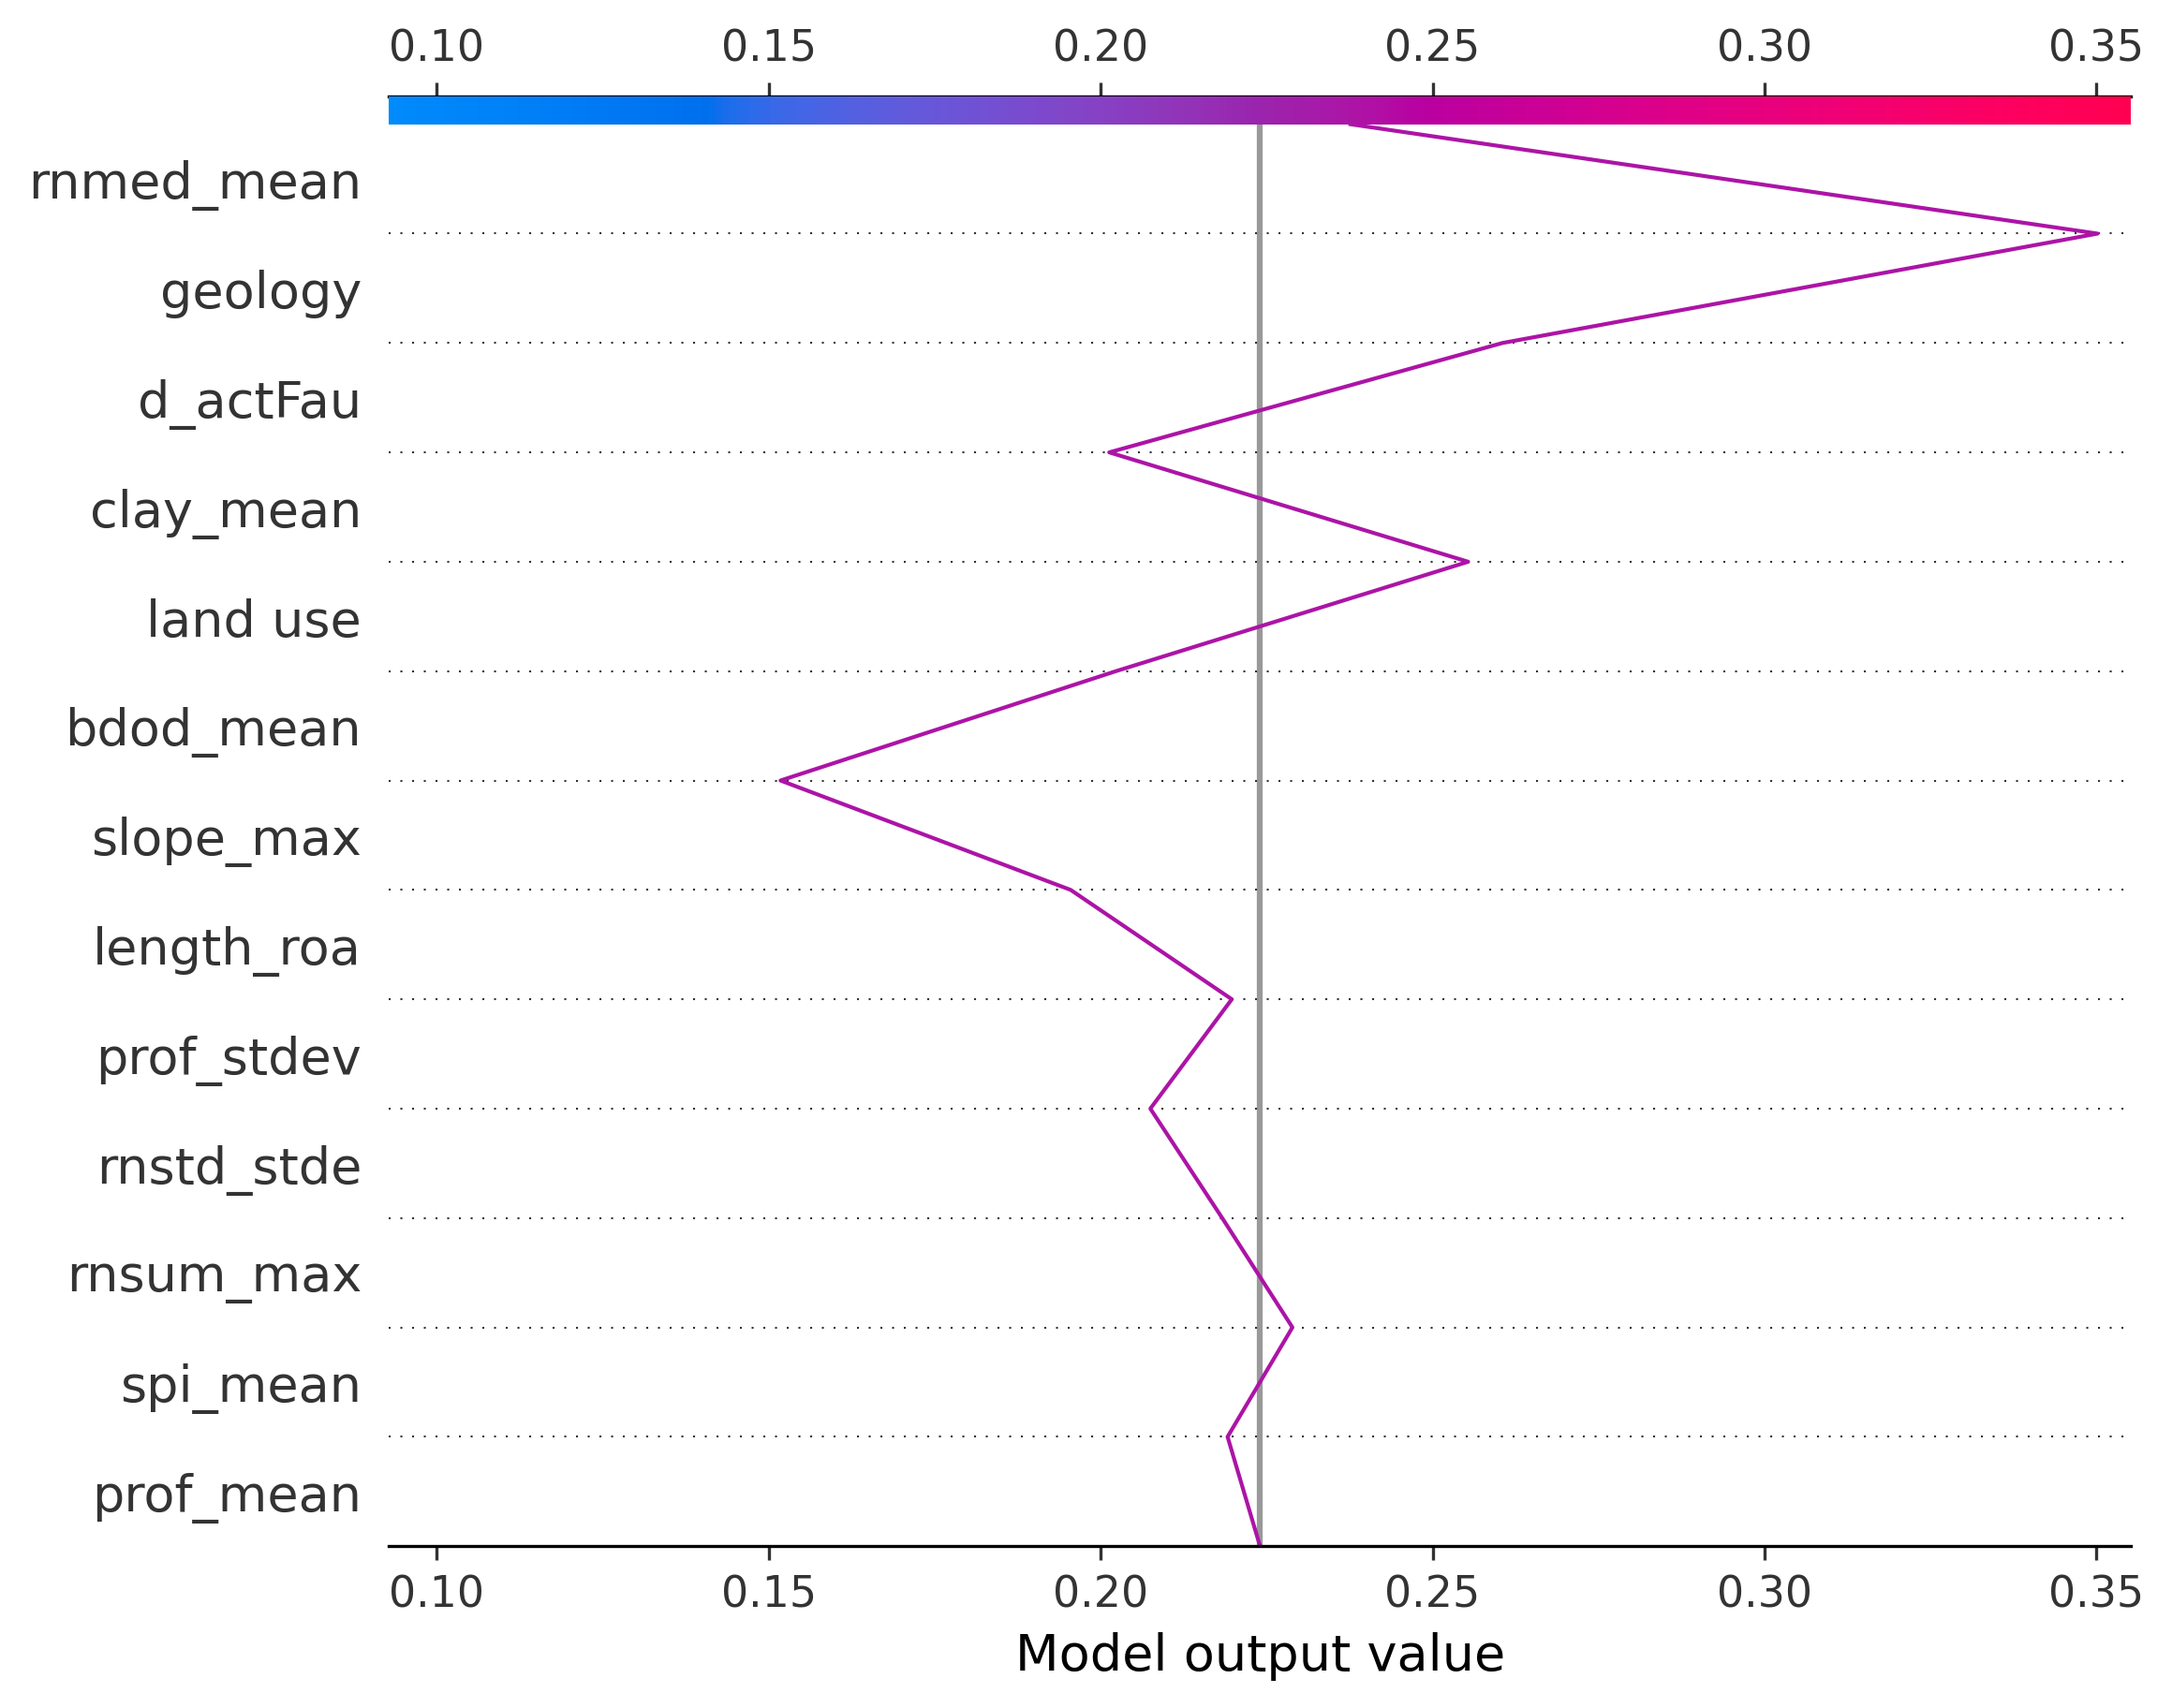 0.10 0.15 0.20 0.25 0.30 0.35
rnmed_mean
geology
d_actFau
clay_mean
land use
bdod_mean
slope_max
length_roa
prof_stdev
rnstd_stde
rnsum_max
spi_mean
prof_mean
0.10 0.15 0.20 0.25 0.30 0.35
Model output value